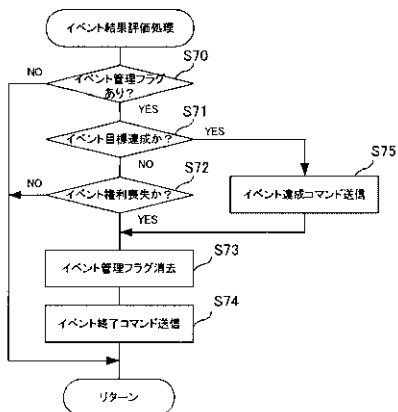 イベント結果評価処理
S70
NO
イベント管理フラグ
あり?
YES
S71
イベント目標達成か?
YES
NO
S72
S75
NO
イベント権利喪失か?
イベント達成コマンド送信
YES
S73
イベント管理フラグ消去
S74
イベント終了コマンド送信
リターン